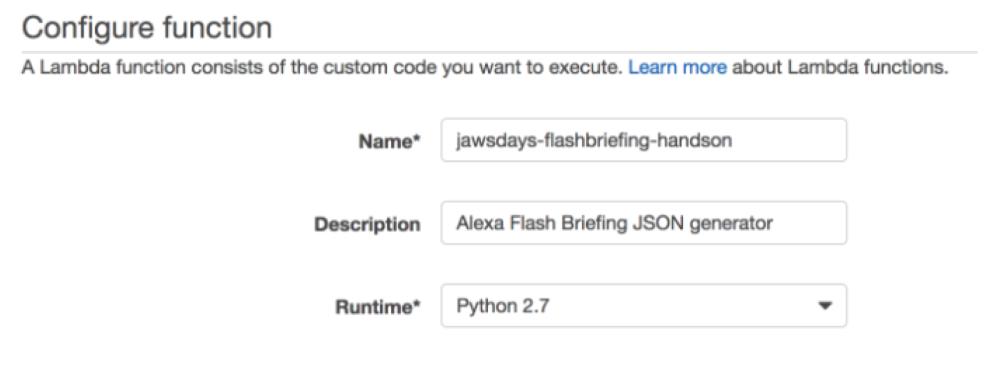 Configure function
A Lambda function consists of the custom code you want to execute. Learn more about Lambda functions.
Name* jawsdays-flashbriefing-handson
Description Alexa Flash Briefing JSON generator
Runtime* Python 2.7